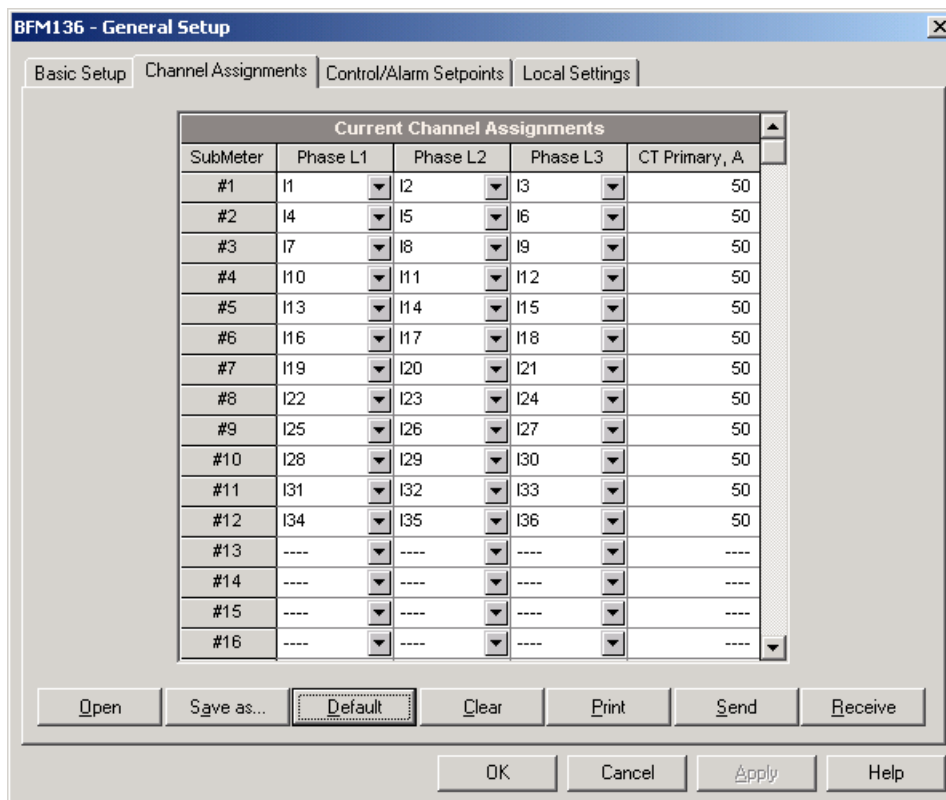 BFM136 - General Setup
Basic Setup Channel Assignments Control/Alarm Setpoints Local Settings
Current Channel Assignments
SubMeter Phase L1 Phase L2 Phase L3 CT Primary, A
#1 I1 I2 I3 50
#2 I4 I5 I6 50
#3 I7 I8 I9 50
#4 I10 I11 I12 50
#5 I13 I14 I15 50
#6 I16 I17 I18 50
#7 I19 I20 I21 50
#8 I22 I23 I24 50
#9 I25 I26 I27 50
#10 I28 I29 I30 50
#11 I31 I32 I33 50
#12 I34 I35 I36 50
#13 ---- ---- ---- ----
#14 ---- ---- ---- ----
#15 ---- ---- ---- ----
#16 ---- ---- ---- ----
Open Save as... Default Clear Print Send Receive
OK Cancel Apply Help